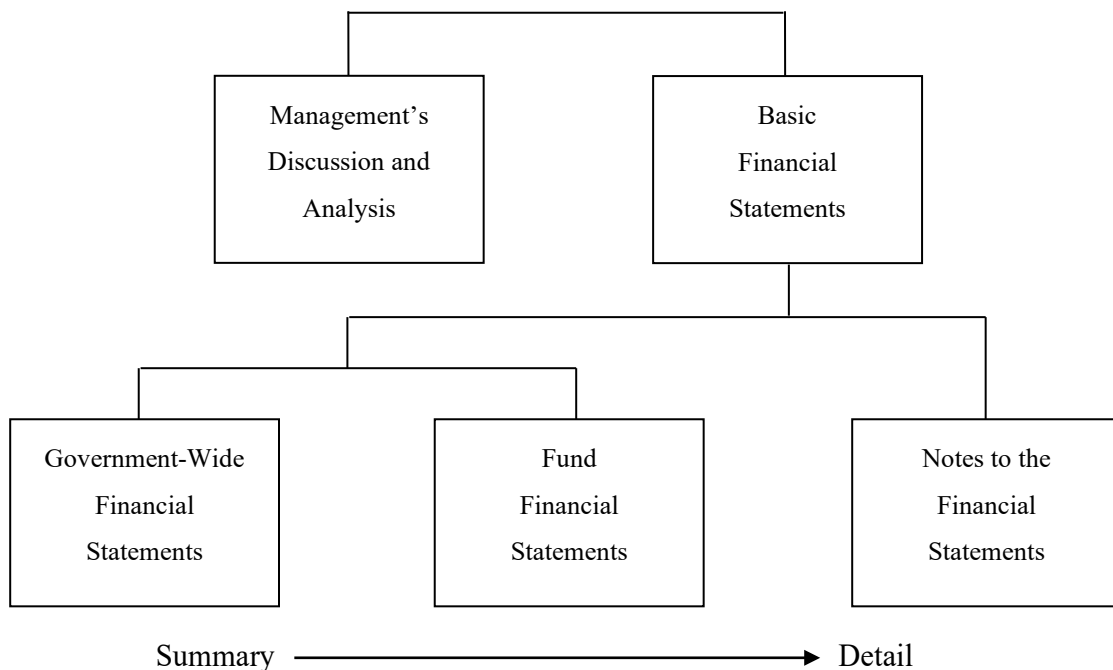 Management’s
Discussion and
Analysis
Basic
Financial
Statements
Government-Wide
Financial
Statements
Fund
Financial
Statements
Notes to the
Financial
Statements
Summary
Detail